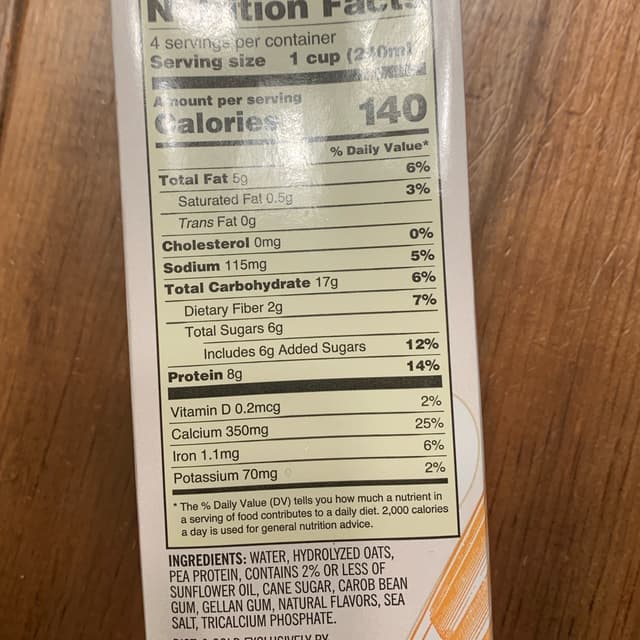 Nutrition Facts
4 servings per container
Serving size 1 cup (240ml)
Amount per serving
Calories 140
% Daily Value*
Total Fat 5g 6%
Saturated Fat 0.5g 3%
Trans Fat 0g
Cholesterol 0mg 0%
Sodium 115mg 5%
Total Carbohydrate 17g 6%
Dietary Fiber 2g 7%
Total Sugars 6g
Includes 6g Added Sugars 12%
Protein 8g 14%
Vitamin D 0.2mcg 2%
Calcium 350mg 25%
Iron 1.1mg 6%
Potassium 70mg 2%
* The % Daily Value (DV) tells you how much a nutrient in
a serving of food contributes to a daily diet. 2,000 calories
a day is used for general nutrition advice.
INGREDIENTS: WATER, HYDROLYZED OATS,
PEA PROTEIN, CONTAINS 2% OR LESS OF
SUNFLOWER OIL, CANE SUGAR, CAROB BEAN
GUM, GELLAN GUM, NATURAL FLAVORS, SEA
SALT, TRICALCIUM PHOSPHATE.
EXCLUSIVELY BY